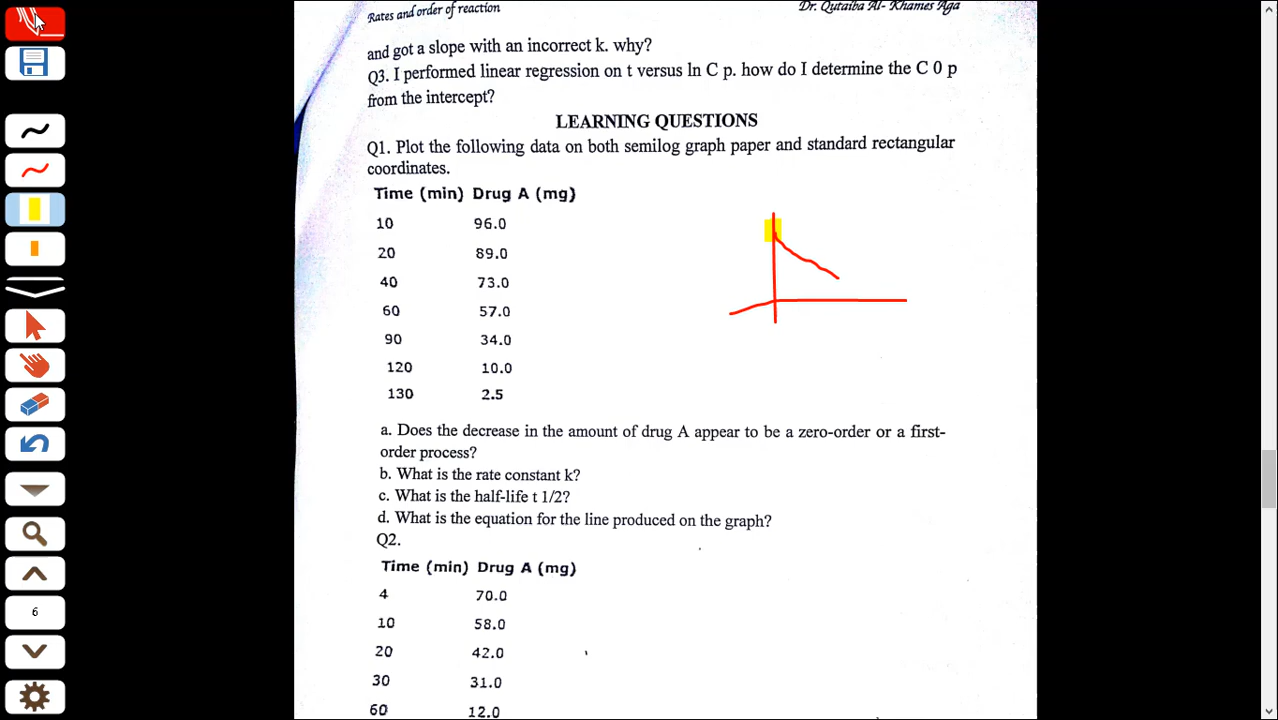 Rates and order of reaction Dr. Qutaiba Al- Khames Aga
and got a slope with an incorrect k. why?
Q3. I performed linear regression on t versus ln C p. how do I determine the C 0 p
from the intercept?
LEARNING QUESTIONS
Q1. Plot the following data on both semilog graph paper and standard rectangular
coordinates.
Time (min) Drug A (mg)
10 96.0
20 89.0
40 73.0
60 57.0
90 34.0
120 10.0
130 2.5
a. Does the decrease in the amount of drug A appear to be a zero-order or a first-
order process?
b. What is the rate constant k?
c. What is the half-life t 1/2?
d. What is the equation for the line produced on the graph?
Q2.
Time (min) Drug A (mg)
4 70.0
10 58.0
20 42.0
30 31.0
60 12.0
6